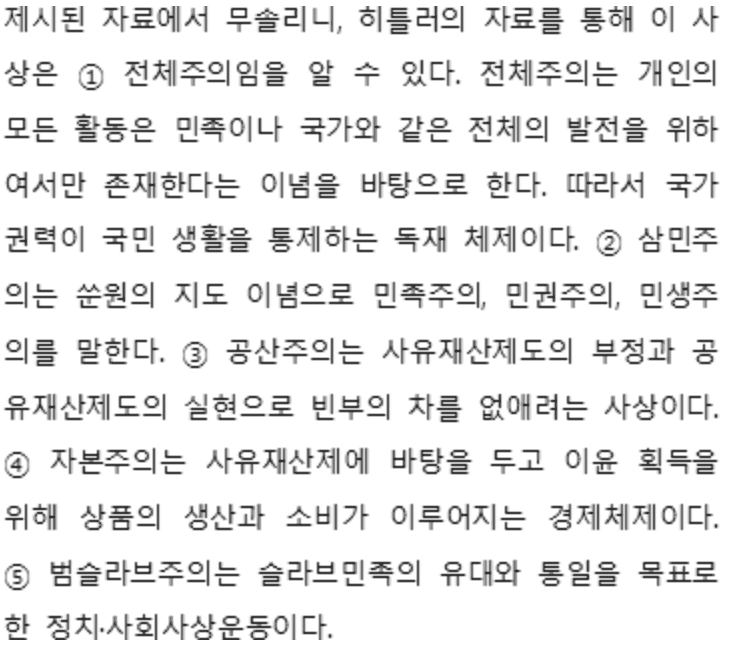 제시된 자료에서 무솔리니, 히틀러의 자료를 통해 이 사
상은 ① 전체주의임을 알 수 있다. 전체주의는 개인의
모든 활동은 민족이나 국가와 같은 전체의 발전을 위하
여서만 존재한다는 이념을 바탕으로 한다. 따라서 국가
권력이 국민 생활을 통제하는 독재 체제이다. ② 삼민주
의는 쑨원의 지도 이념으로 민족주의, 민권주의, 민생주
의를 말한다. ③ 공산주의는 사유재산제도의 부정과 공
유재산제도의 실현으로 빈부의 차를 없애려는 사상이다.
④ 자본주의는 사유재산제에 바탕을 두고 이윤 획득을
위해 상품의 생산과 소비가 이루어지는 경제체제이다.
⑤ 범슬라브주의는 슬라브민족의 유대와 통일을 목표로
한 정치·사회사상운동이다.